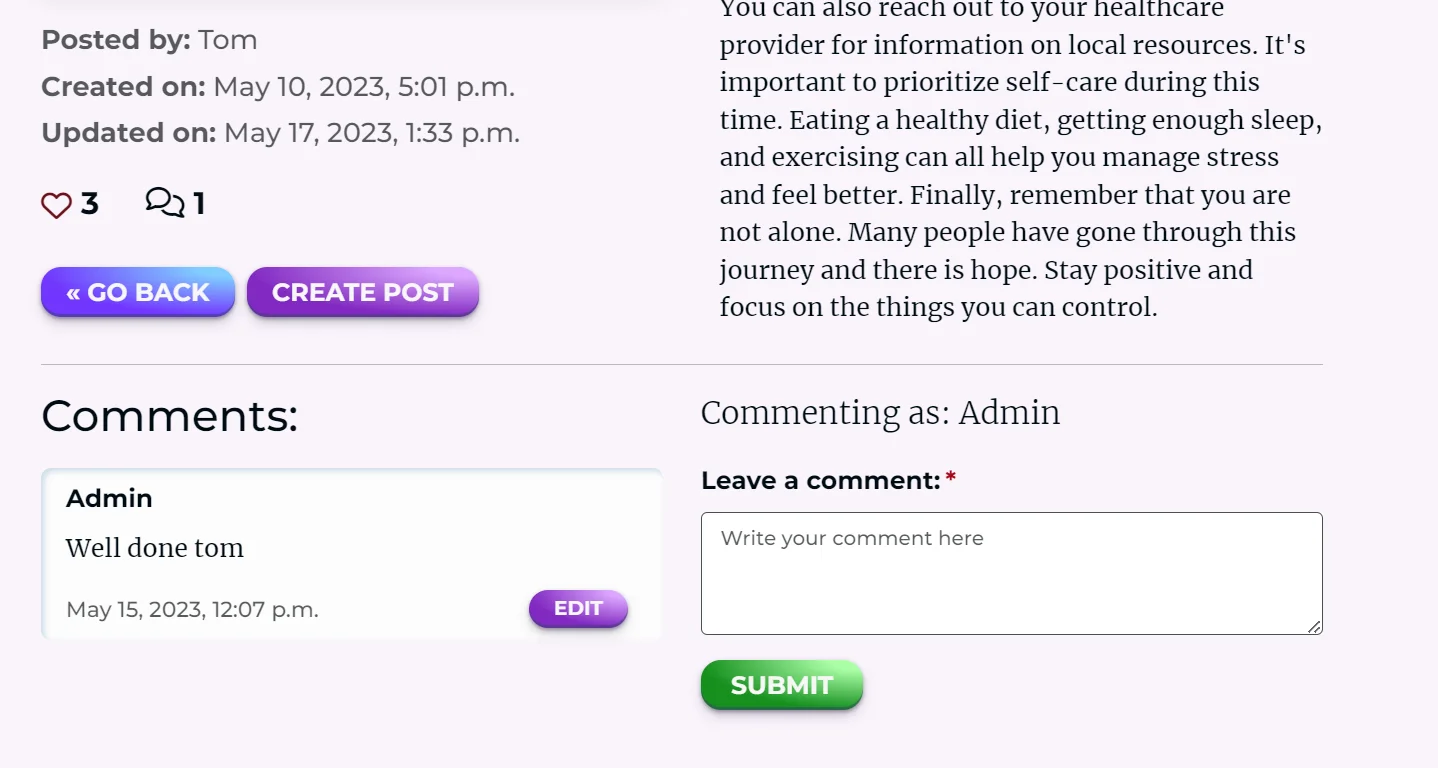 Posted by: Tom
Created on: May 10, 2023, 5:01 p.m.
Updated on: May 17, 2023, 1:33 p.m.
3
1
« GO BACK
CREATE POST
You can also reach out to your healthcare
provider for information on local resources. It's
important to prioritize self-care during this
time. Eating a healthy diet, getting enough sleep,
and exercising can all help you manage stress
and feel better. Finally, remember that you are
not alone. Many people have gone through this
journey and there is hope. Stay positive and
focus on the things you can control.
Comments:
Admin
Well done tom
May 15, 2023, 12:07 p.m.
EDIT
Commenting as: Admin
Leave a comment:*
Write your comment here
SUBMIT